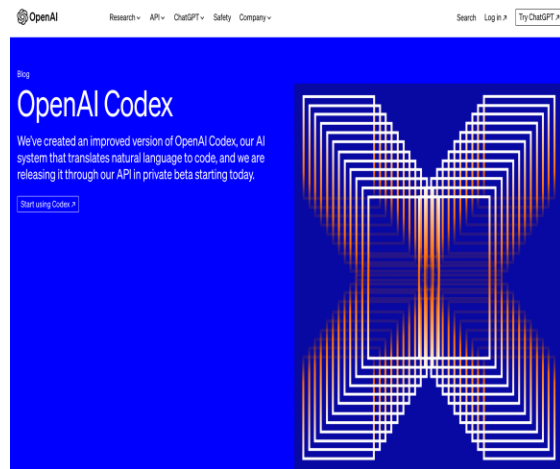 OpenAI Research API ChatGPT Safety Company Search Log in ↗ Try ChatGPT ↗
Blog
OpenAI Codex
We've created an improved version of OpenAI Codex, our AI
system that translates natural language to code, and we are
releasing it through our API in private beta starting today.
Start using Codex ↗